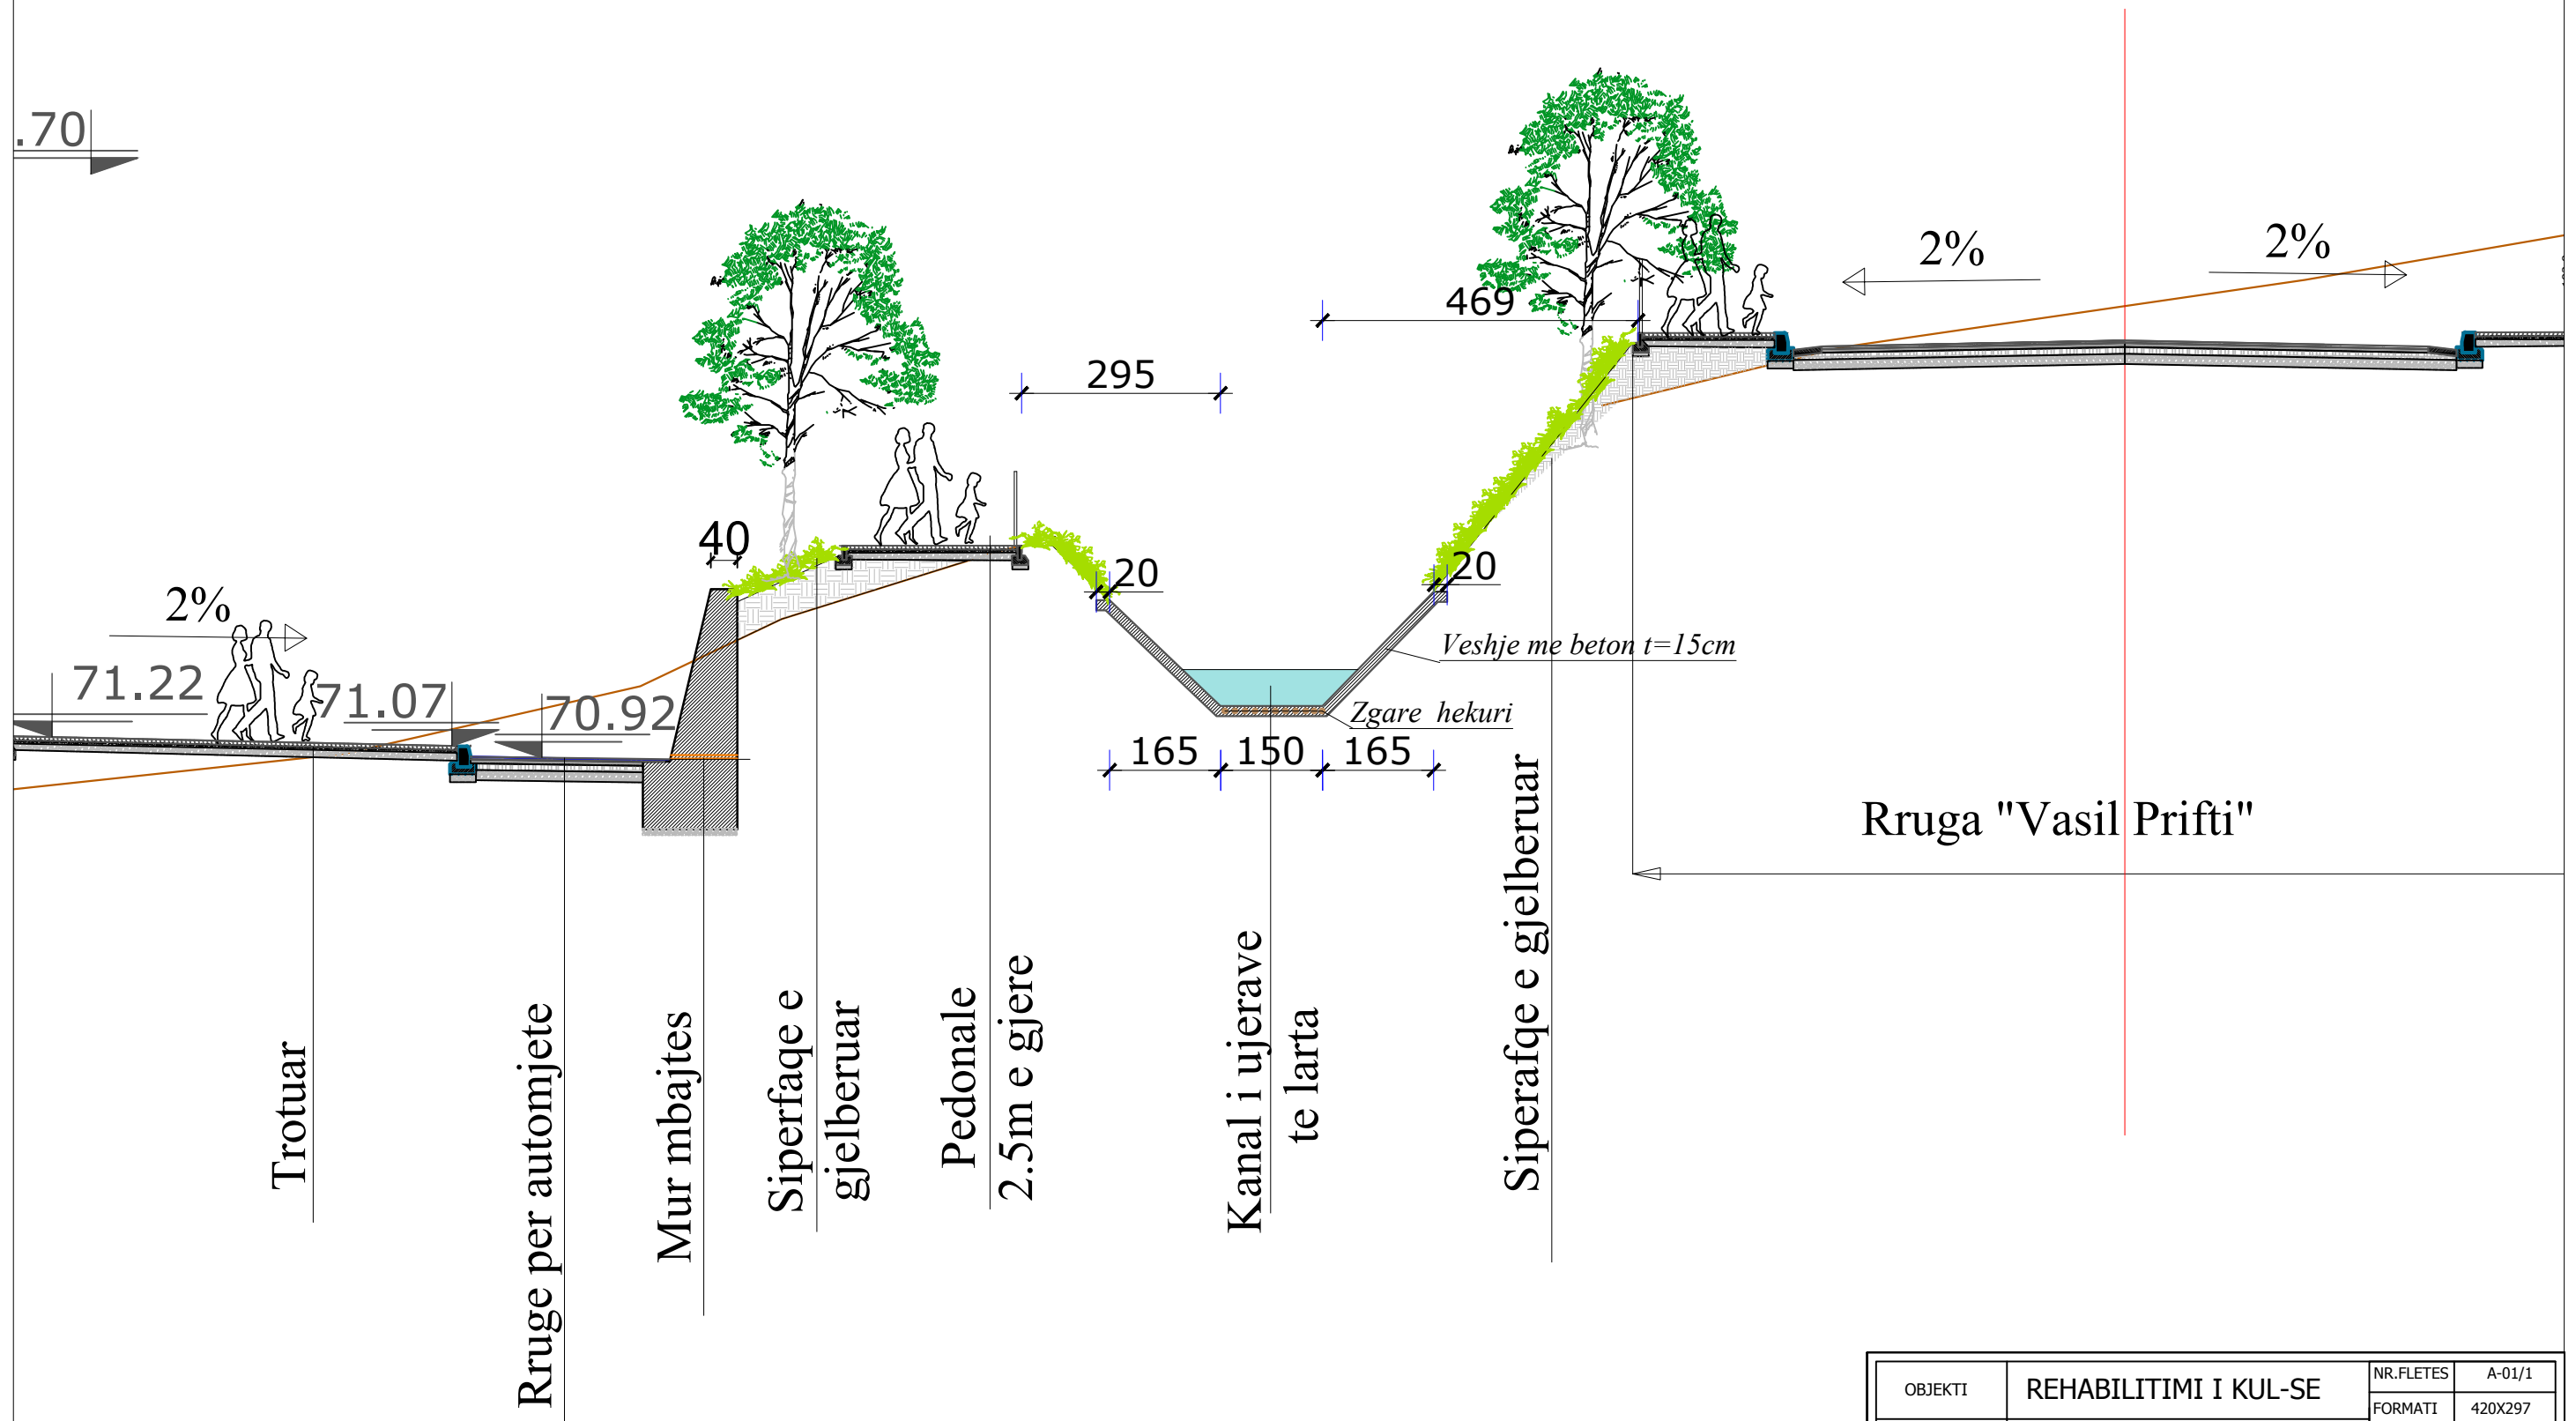 .70
2%
2%
469
295
40
20
20
2%
Veshje me beton t=15cm
71.22
71.07
70.92
Zgare hekuri
165
150
165
Rruga "Vasil Prifti"
Trotuar
Rruge per automjete
Mur mbajtes
Siperfaqe e
gjelberuar
Pedonale
2.5m e gjere
Kanal i ujerave
te larta
Siperafqe e gjelberuar
OBJEKTI
REHABILITIMI I KUL-SE
NR.FLETES
A-01/1
FORMATI
420X297